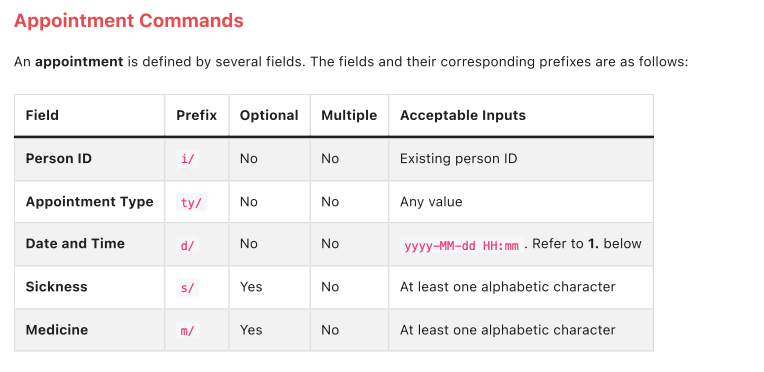 Appointment Commands
An appointment is defined by several fields. The fields and their corresponding prefixes are as follows:
Field Prefix Optional Multiple Acceptable Inputs
Person ID i/ No No Existing person ID
Appointment Type ty/ No No Any value
Date and Time d/ No No yyyy-MM-dd HH:mm . Refer to 1. below
Sickness s/ Yes No At least one alphabetic character
Medicine m/ Yes No At least one alphabetic character